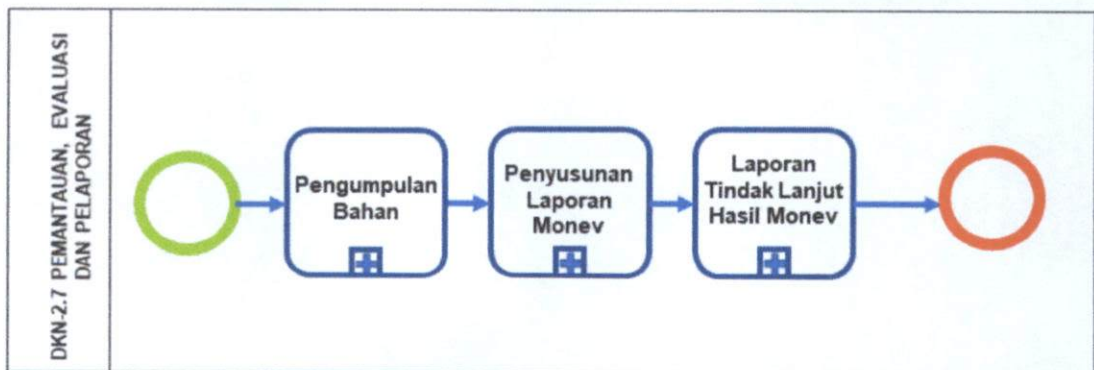 DKN-2.7 PEMANTAUAN, EVALUASI
DAN PELAPORAN
Pengumpulan
Bahan
Penyusunan
Laporan
Monev
Laporan
Tindak Lanjut
Hasil Monev